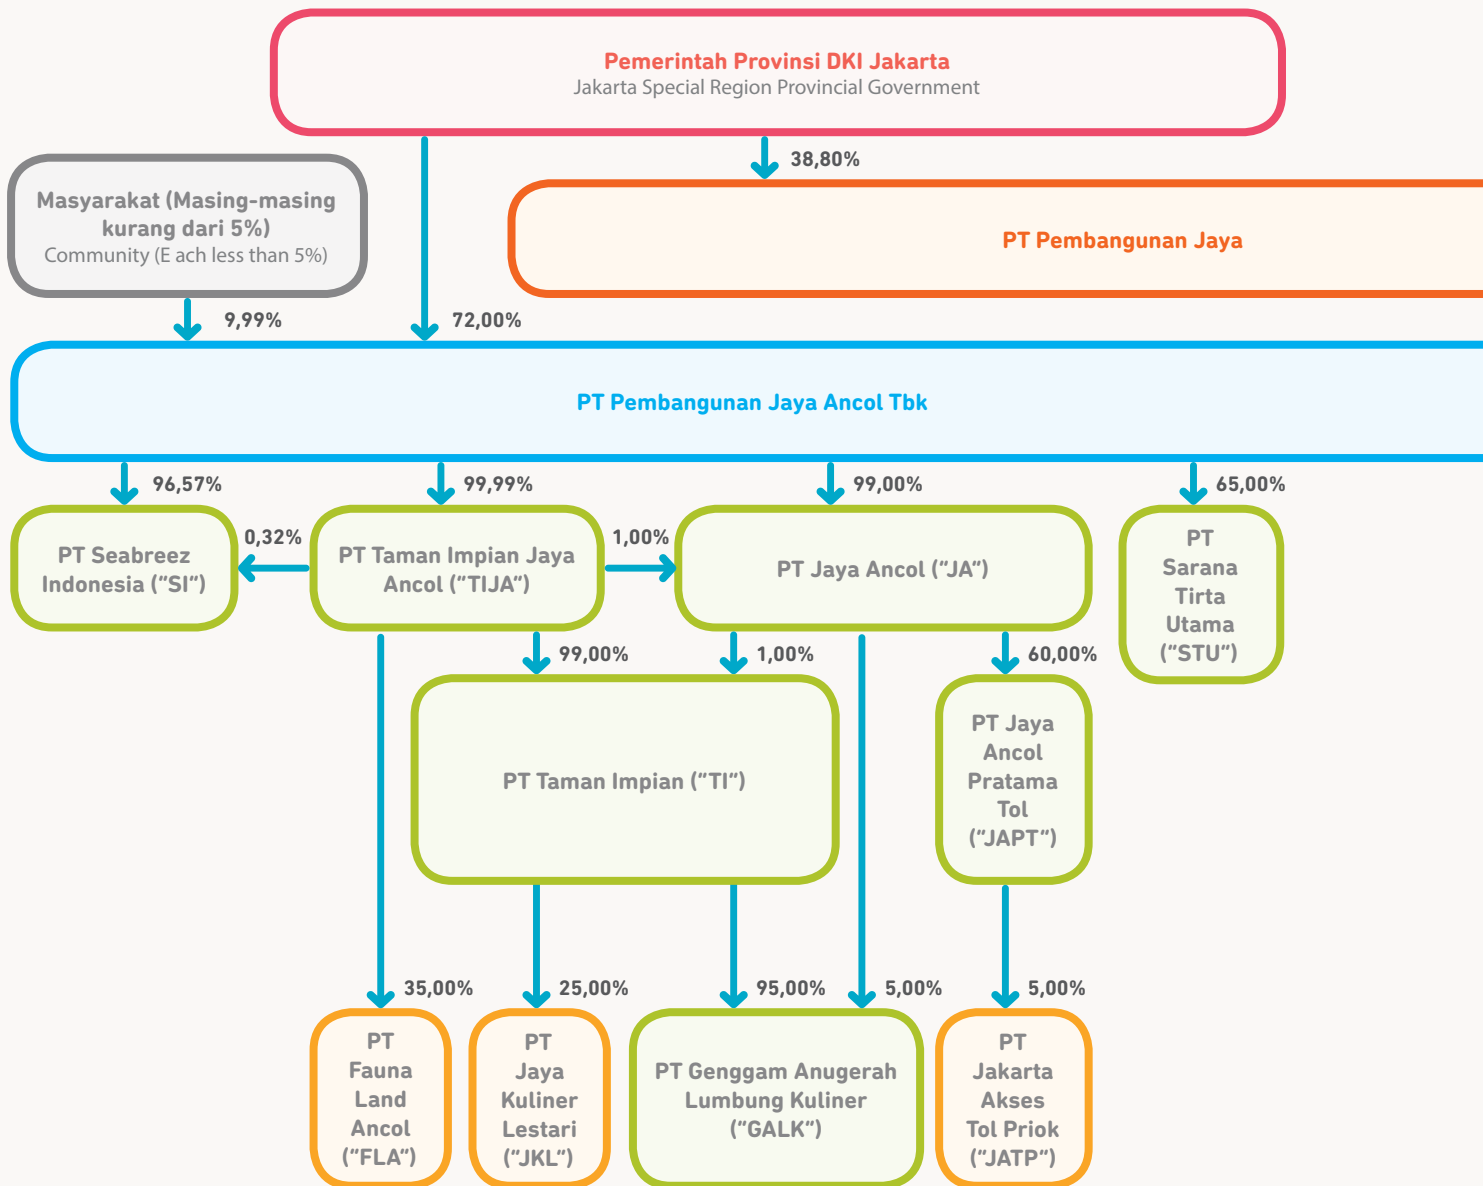 Pemerintah Provinsi DKI Jakarta
Jakarta Special Region Provincial Government
38,80%
Masyarakat (Masing-masing
kurang dari 5%)
Community (E ach less than 5%)
PT Pembangunan Jaya
9,99%
72,00%
PT Pembangunan Jaya Ancol Tbk
96,57%
99,99%
99,00%
65,00%
PT Seabreez
Indonesia ("SI")
0,32%
PT Taman Impian Jaya
Ancol ("TIJA")
1,00%
PT Jaya Ancol ("JA")
PT
Sarana
Tirta
Utama
("STU")
99,00%
1,00%
60,00%
PT Taman Impian ("TI")
PT Jaya
Ancol
Pratama
Tol
("JAPT")
35,00%
25,00%
95,00%
5,00%
5,00%
PT
Fauna
Land
Ancol
("FLA")
PT
Jaya
Kuliner
Lestari
("JKL")
PT Genggam Anugerah
Lumbung Kuliner
("GALK")
PT
Jakarta
Akses
Tol Priok
("JATP")